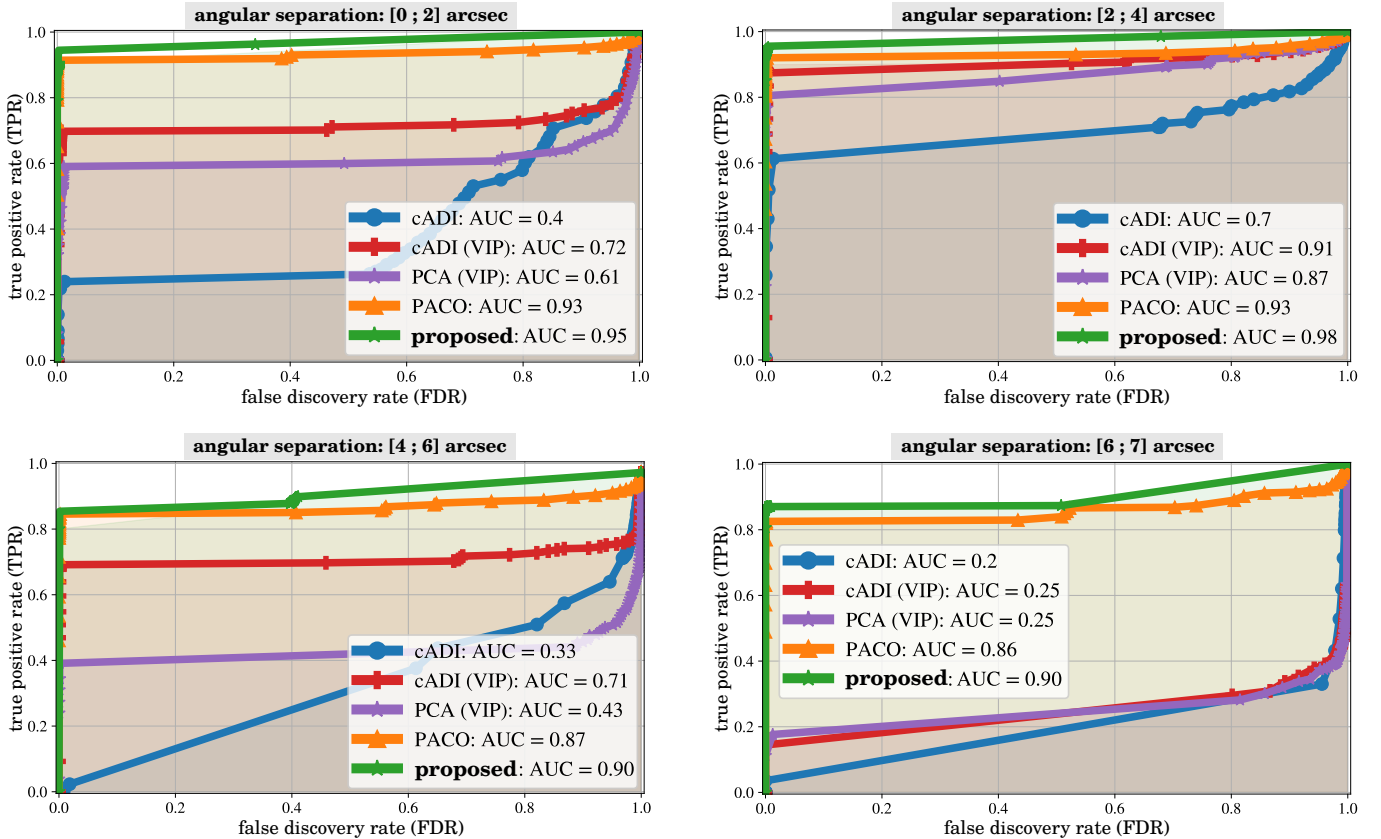 angular separation: [0 ; 2] arcsec
true positive rate (TPR)
1.0
0.8
0.6
0.4
0.2
0.0
cADI: AUC = 0.4
cADI (VIP): AUC = 0.72
PCA (VIP): AUC = 0.61
PACO: AUC = 0.93
proposed: AUC = 0.95
0.0 0.2 0.4 0.6 0.8 1.0
false discovery rate (FDR)
angular separation: [2 ; 4] arcsec
true positive rate (TPR)
1.0
0.8
0.6
0.4
0.2
0.0
cADI: AUC = 0.7
cADI (VIP): AUC = 0.91
PCA (VIP): AUC = 0.87
PACO: AUC = 0.93
proposed: AUC = 0.98
0.0 0.2 0.4 0.6 0.8 1.0
false discovery rate (FDR)
angular separation: [4 ; 6] arcsec
true positive rate (TPR)
1.0
0.8
0.6
0.4
0.2
0.0
cADI: AUC = 0.33
cADI (VIP): AUC = 0.71
PCA (VIP): AUC = 0.43
PACO: AUC = 0.87
proposed: AUC = 0.90
0.0 0.2 0.4 0.6 0.8 1.0
false discovery rate (FDR)
angular separation: [6 ; 7] arcsec
true positive rate (TPR)
1.0
0.8
0.6
0.4
0.2
0.0
cADI: AUC = 0.2
cADI (VIP): AUC = 0.25
PCA (VIP): AUC = 0.25
PACO: AUC = 0.86
proposed: AUC = 0.90
0.0 0.2 0.4 0.6 0.8 1.0
false discovery rate (FDR)